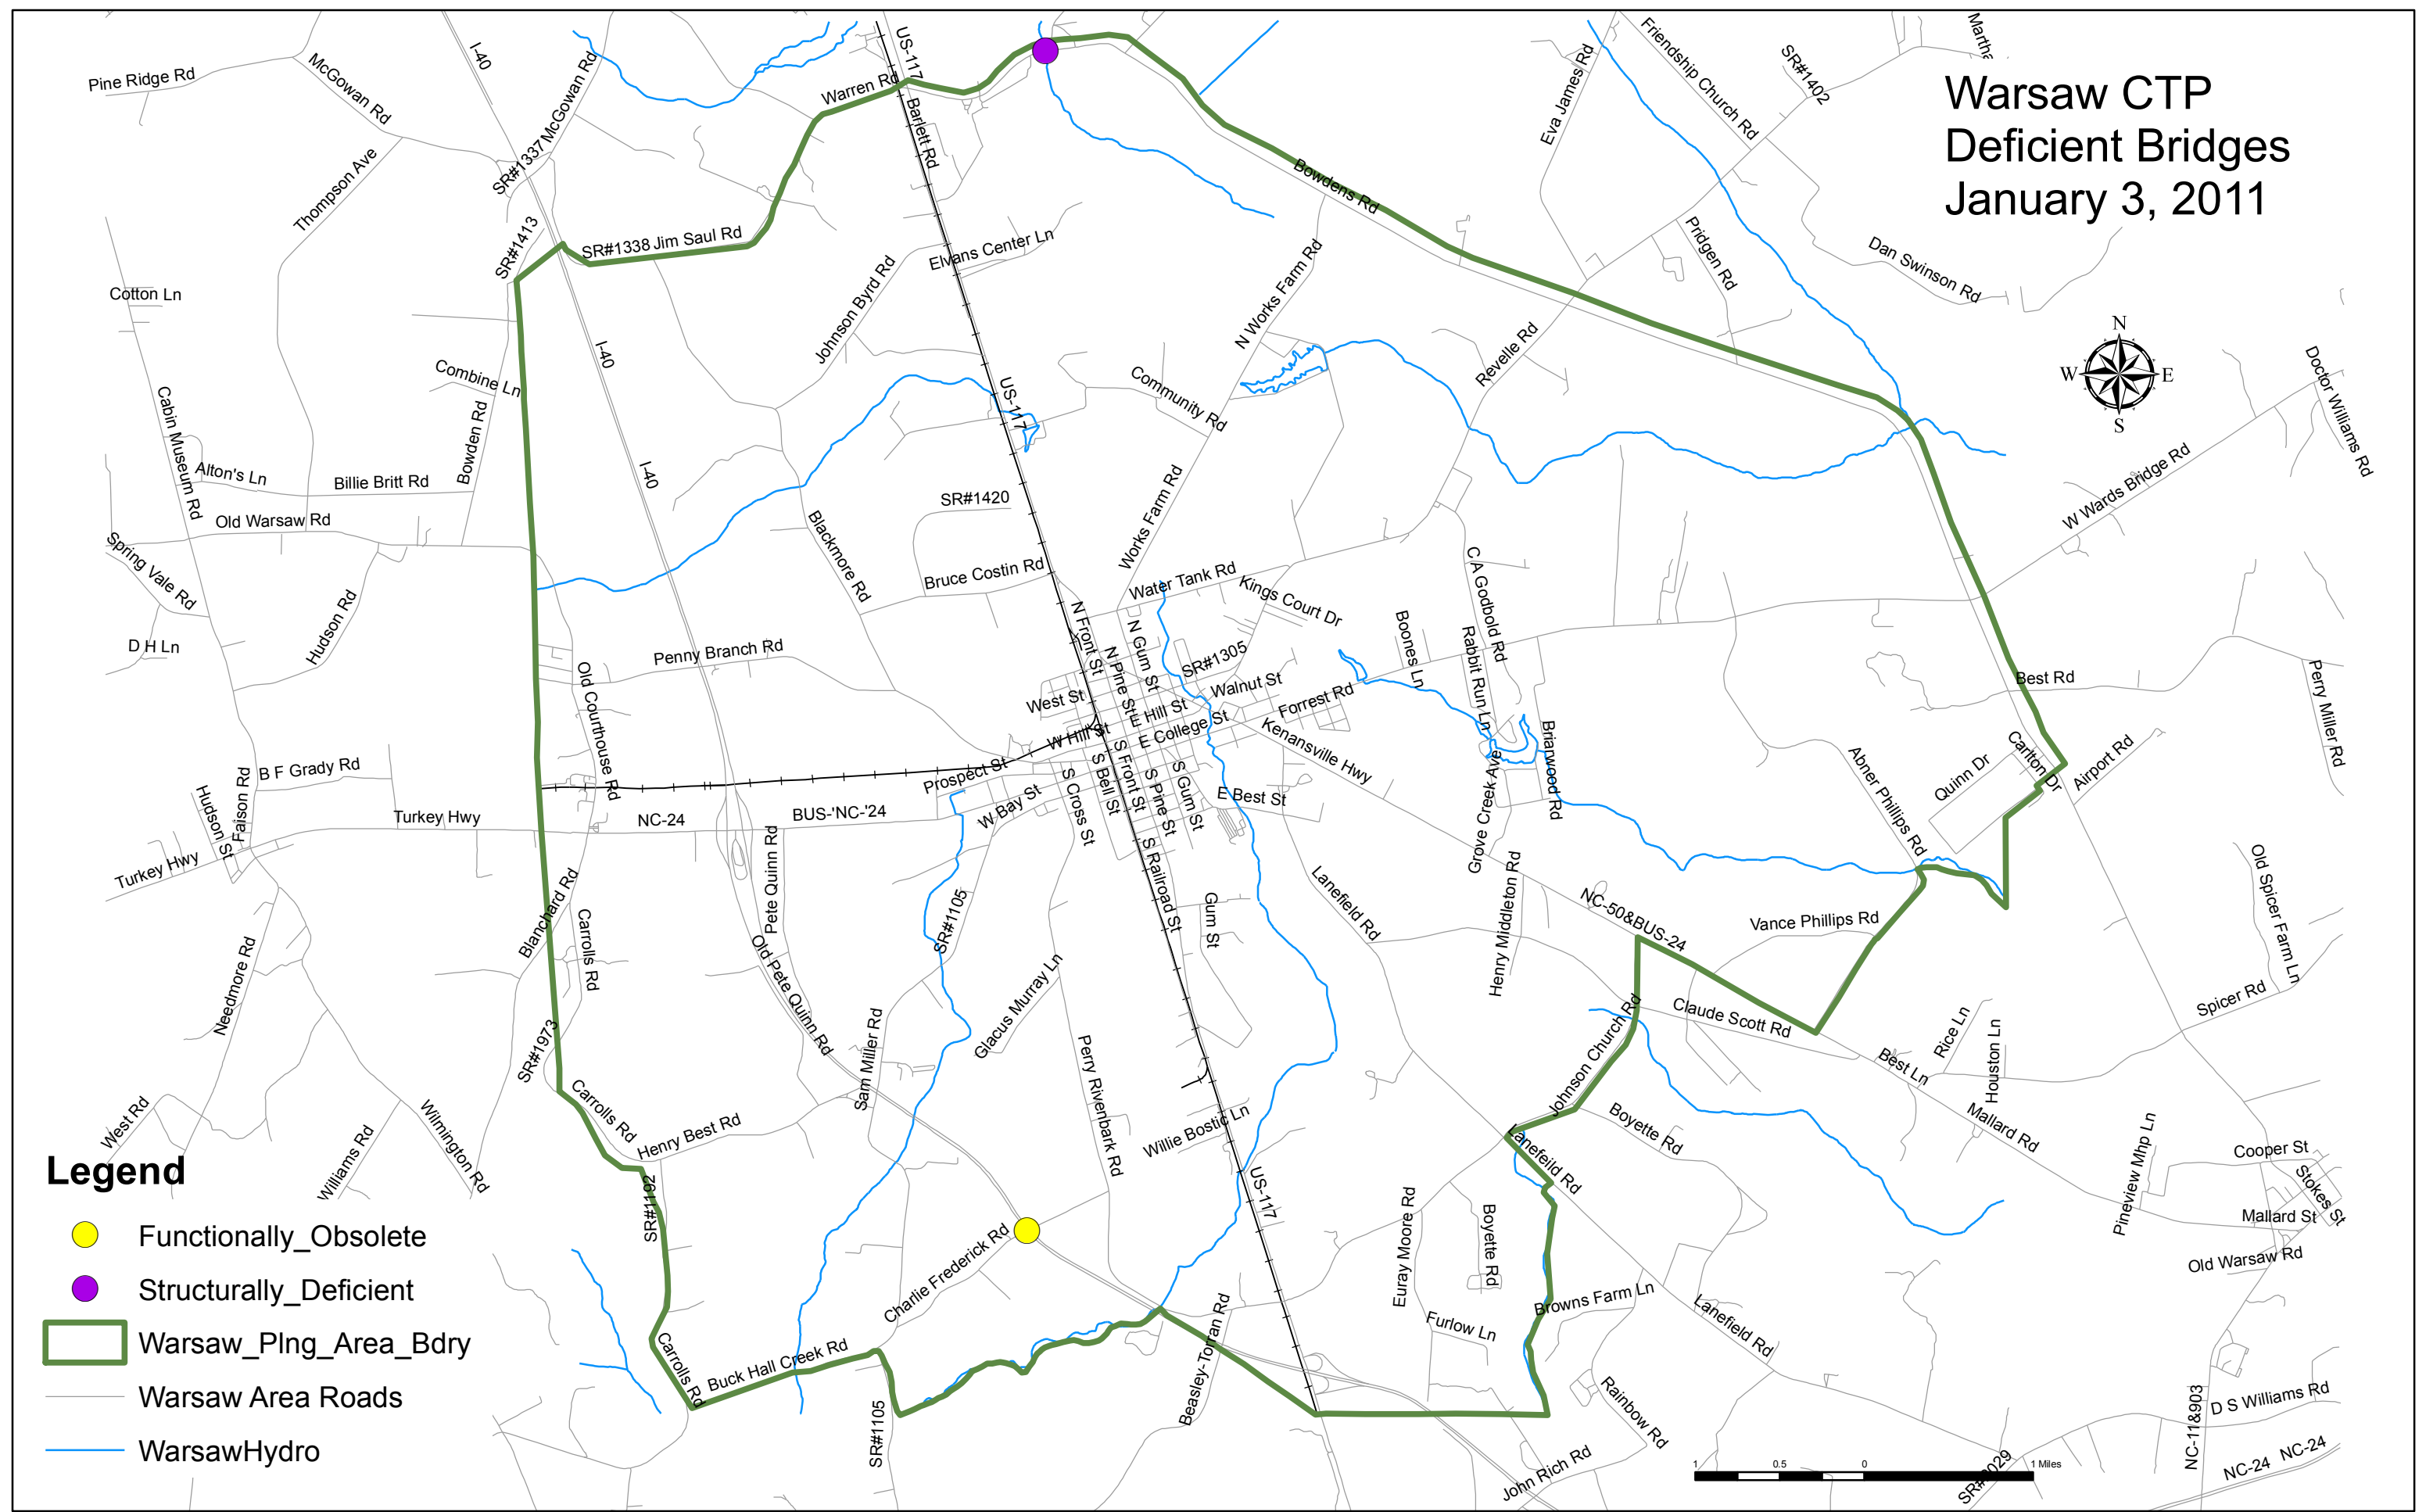 Warsaw CTP
Deficient Bridges
January 3, 2011
Pine Ridge Rd
McGowan Rd
I-40
SR#1337 McGowan Rd
US-117
Warren Rd
Barlett Rd
Eva James Rd
Friendship Church Rd
SR#1402
Thompson Ave
SR#1413
SR#1338 Jim Saul Rd
Elvans Center Ln
Johnson Byrd Rd
Bowdens Rd
N Works Farm Rd
Pridgen Rd
Dan Swinson Rd
N
W
E
S
Cotton Ln
I-40
Combine Ln
Cabin Museum Rd
Bowden Rd
US-117
Community Rd
Revelle Rd
Doctor Williams Rd
Alton's Ln
Billie Britt Rd
I-40
Old Warsaw Rd
SR#1420
Works Farm Rd
W Wards Bridge Rd
Spring Vale Rd
Blackmore Rd
Bruce Costin Rd
Water Tank Rd
Kings Court Dr
C A Godbold Rd
Hudson Rd
D H Ln
Penny Branch Rd
Old Courthouse Rd
N Front St
N Gum St
N Pine St
SR#1305
Walnut St
West St
E Hill St
W Hill St
E College St
Forrest Rd
Boones Ln
Rabbit Run Ln
Kenansville Hwy
Briarwood Rd
Best Rd
Perry Miller Rd
B F Grady Rd
Faison Rd
Hudson St
Turkey Hwy
Turkey Hwy
NC-24
BUS-'NC-'24
Prospect St
W Bay St
S Cross St
S Bell St
S Front St
S Pine St
S Gum St
E Best St
S Railroad St
Grove Creek Ave
Abner Phillips Rd
Quinn Dr
Carlton Dr
Airport Rd
Pete Quinn Rd
Blanchard Rd
Carrolls Rd
Old Pete Quinn Rd
SR#1105
Gum St
Lanefield Rd
Henry Middleton Rd
NC-50&BUS-24
Vance Phillips Rd
Old Spicer Farm Ln
Needmore Rd
SR#1973
Glacus Murray Ln
Sam Miller Rd
Perry Rivenbark Rd
Johnson Church Rd
Claude Scott Rd
Spicer Rd
Rice Ln
Houston Ln
Best Ln
Mallard Rd
West Rd
Williams Rd
Wilmington Rd
Carrolls Rd
Henry Best Rd
Willie Bostic Ln
Lanefeild Rd
Boyette Rd
Pineview Mhp Ln
Cooper St
Stokes St
Mallard St
Old Warsaw Rd
US-117
Euray Moore Rd
Boyette Rd
Charlie Frederick Rd
Browns Farm Ln
Furlow Ln
Lanefield Rd
Beasley-Torran Rd
Carrolls Rd
Buck Hall Creek Rd
SR#1105
Rainbow Rd
John Rich Rd
NC-11&903
D S Williams Rd
NC-24
NC-24
Legend
Functionally_Obsolete
Structurally_Deficient
Warsaw_Plng_Area_Bdry
Warsaw Area Roads
WarsawHydro
1 0.5 0 1 Miles